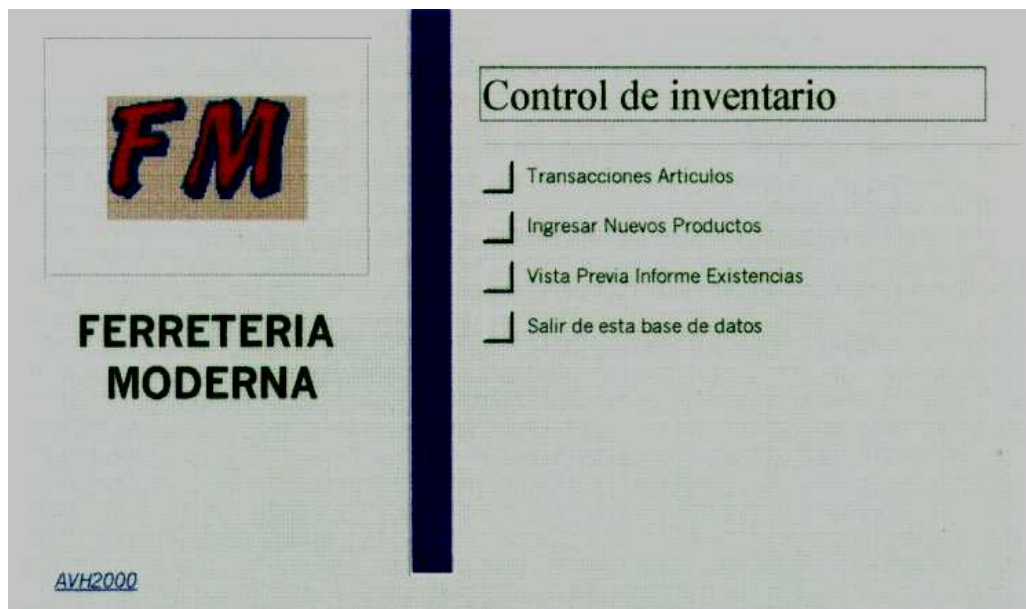 FM
FERRETERIA
MODERNA
AVH2000
Control de inventario
Transacciones Articulos
Ingresar Nuevos Productos
Vista Previa Informe Existencias
Salir de esta base de datos